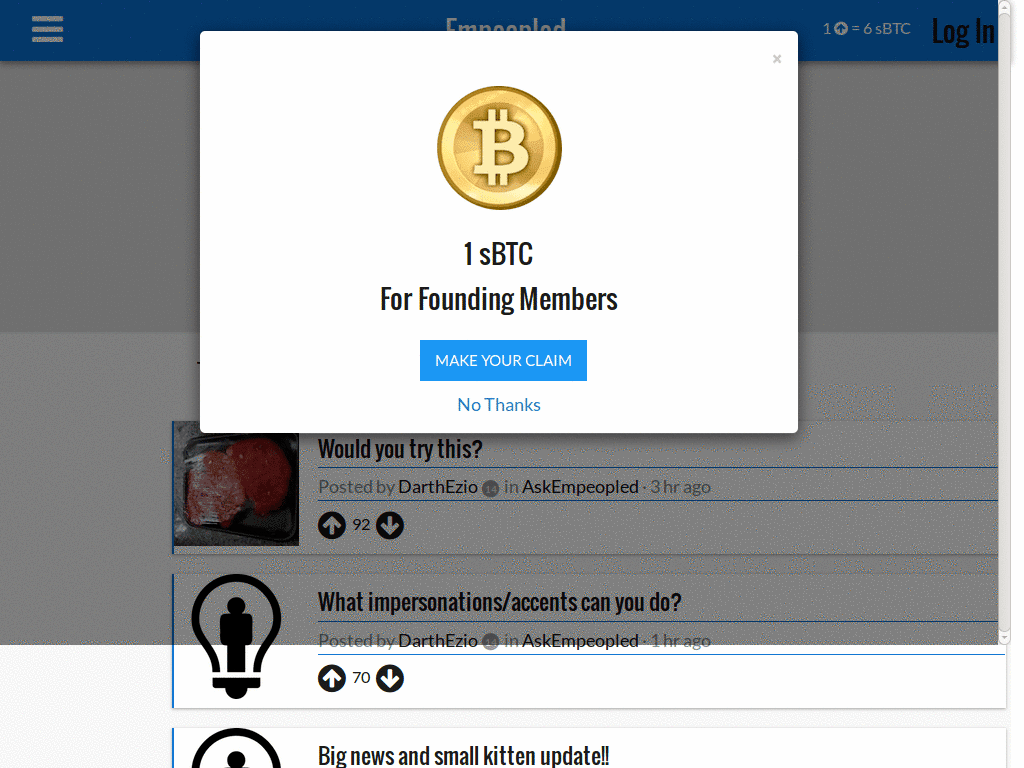 Empeopled
1 = 6 sBTC
Log In
×
1 sBTC
For Founding Members
MAKE YOUR CLAIM
No Thanks
Would you try this?
Posted by DarthEzio 14 in AskEmpeopled · 3 hr ago
92
What impersonations/accents can you do?
Posted by DarthEzio 14 in AskEmpeopled · 1 hr ago
70
Big news and small kitten update!!